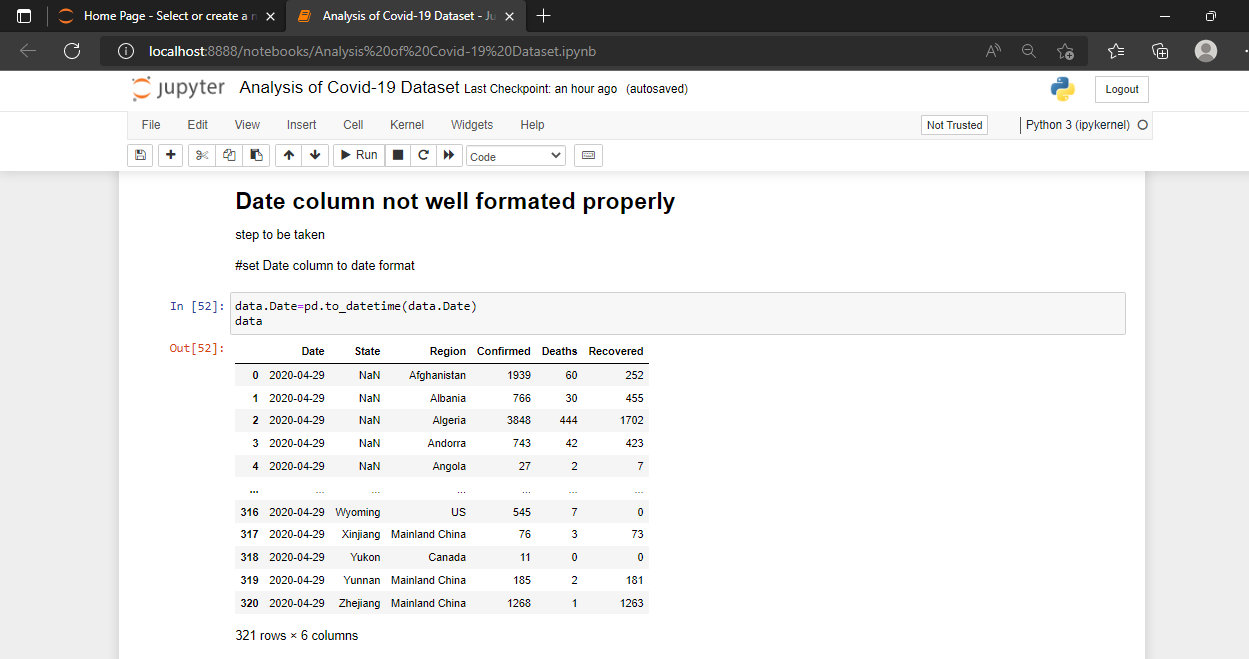 Home Page - Select or create a n
Analysis of Covid-19 Dataset - Ju
localhost:8888/notebooks/Analysis%20of%20Covid-19%20Dataset.ipynb
jupyter Analysis of Covid-19 Dataset Last Checkpoint: an hour ago (autosaved)
Logout
File Edit View Insert Cell Kernel Widgets Help
Not Trusted
Python 3 (ipykernel)
Run
Code
Date column not well formated properly
step to be taken
#set Date column to date format
In [52]: data.Date=pd.to_datetime(data.Date)
data
Out[52]:
Date State Region Confirmed Deaths Recovered
0 2020-04-29 NaN Afghanistan 1939 60 252
1 2020-04-29 NaN Albania 766 30 455
2 2020-04-29 NaN Algeria 3848 444 1702
3 2020-04-29 NaN Andorra 743 42 423
4 2020-04-29 NaN Angola 27 2 7
... ... ... ... ... ... ...
316 2020-04-29 Wyoming US 545 7 0
317 2020-04-29 Xinjiang Mainland China 76 3 73
318 2020-04-29 Yukon Canada 11 0 0
319 2020-04-29 Yunnan Mainland China 185 2 181
320 2020-04-29 Zhejiang Mainland China 1268 1 1263
321 rows × 6 columns